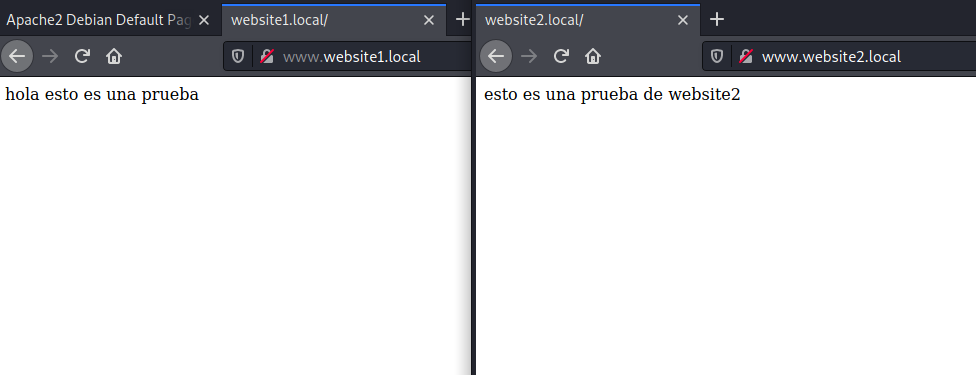 Apache2 Debian Default Pag
website1.local/
www.website1.local
hola esto es una prueba
website2.local/
www.website2.local
esto es una prueba de website2